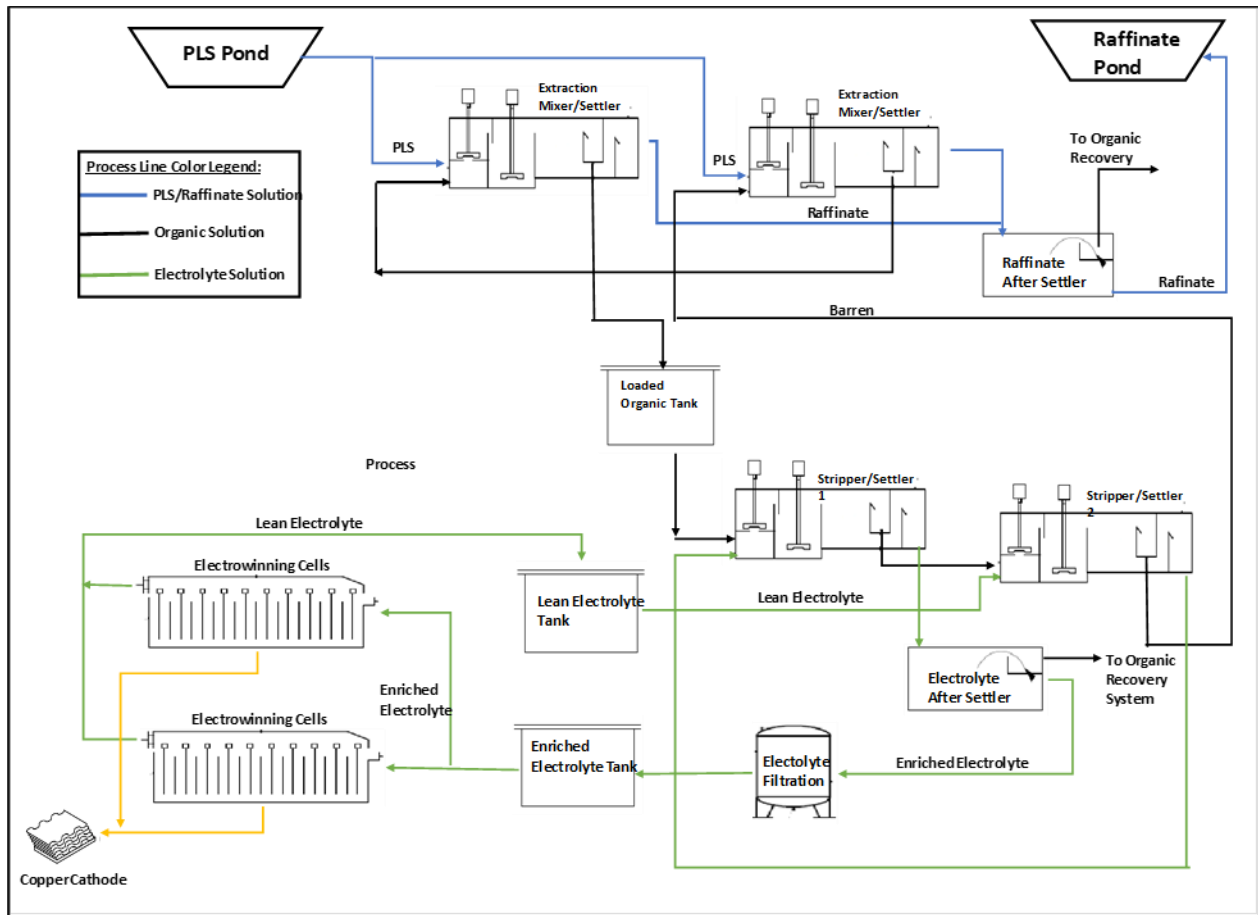 PLS Pond
Raffinate
Pond
Extraction
Mixer/Settler
Extraction
Mixer/Settler
PLS
PLS
To Organic
Recovery
Process Line Color Legend:
PLS/Raffinate Solution
Organic Solution
Electrolyte Solution
Raffinate
Raffinate
After Settler
Rafinate
Barren
Loaded
Organic Tank
Process
Stripper/Settler
1
Stripper/Settler
2
Lean Electrolyte
Electrowinning Cells
Lean Electrolyte
Tank
Lean Electrolyte
To Organic
Recovery
System
Electrolyte
After Settler
Enriched
Electrolyte
Electrowinning Cells
Enriched
Electrolyte Tank
Electolyte
Filtration
Enriched Electrolyte
CopperCathode